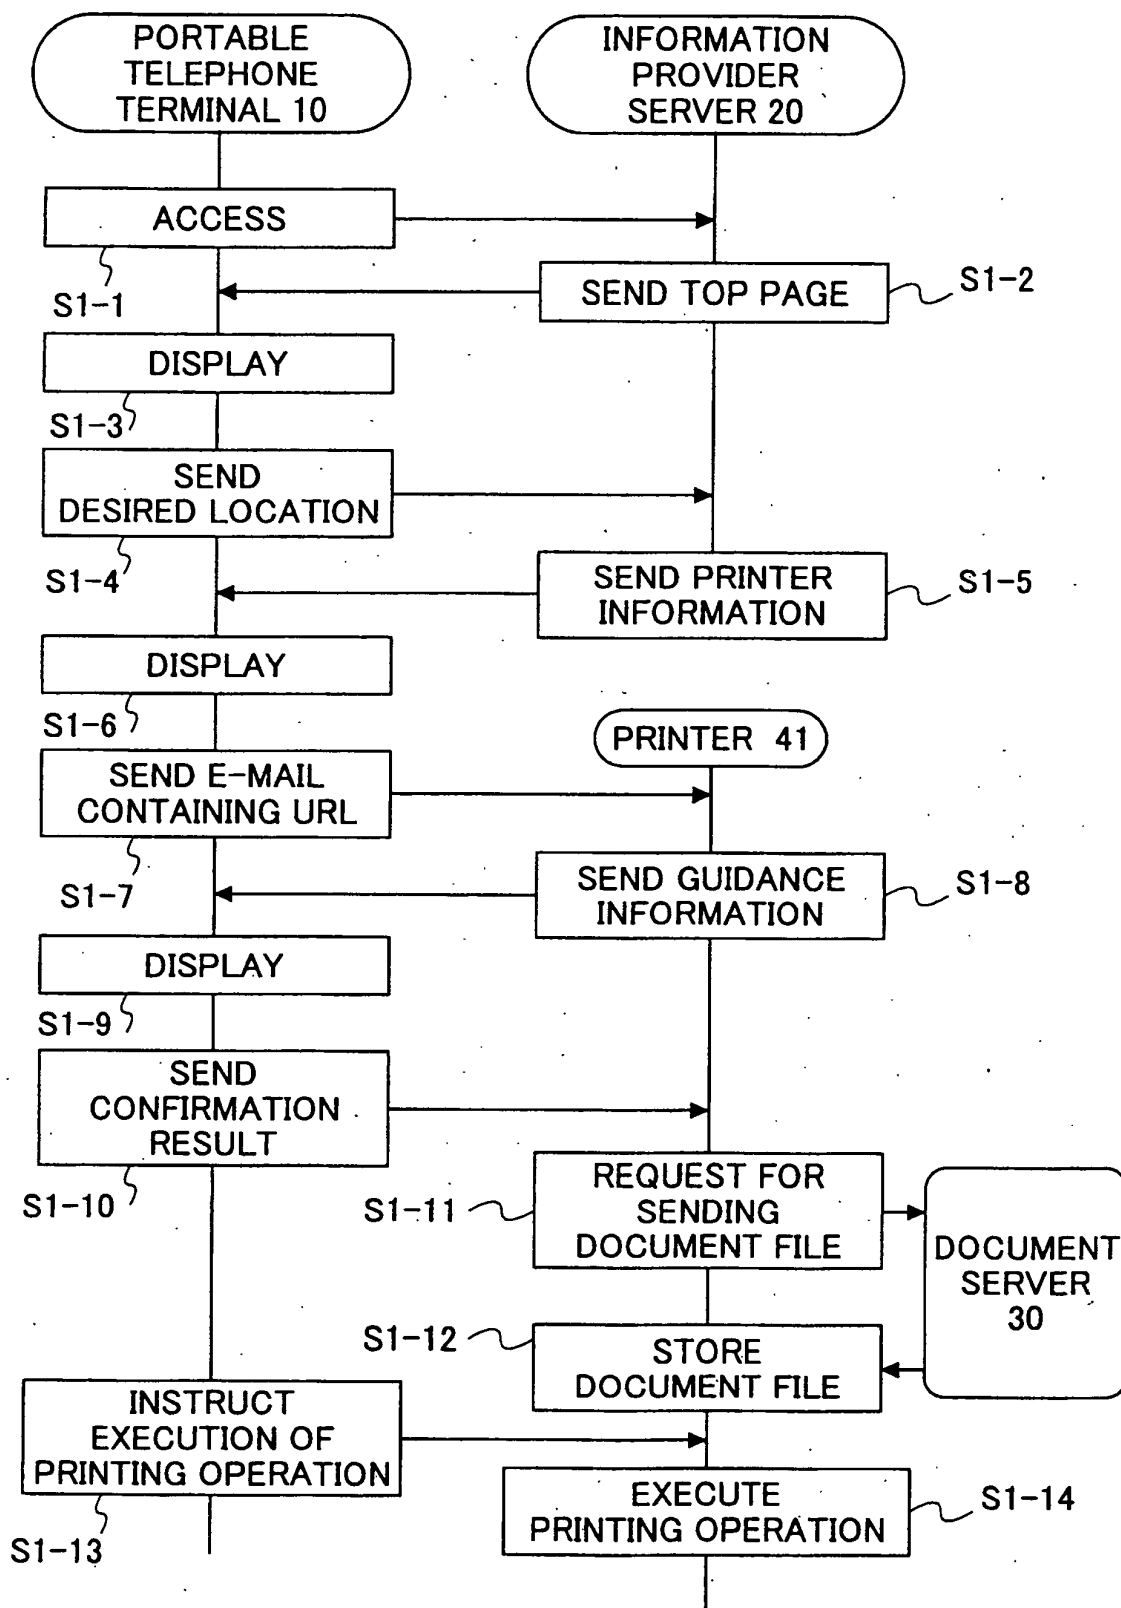 PORTABLE
TELEPHONE
TERMINAL 10
INFORMATION
PROVIDER
SERVER 20
ACCESS
S1-1
SEND TOP PAGE
S1-2
DISPLAY
S1-3
SEND
DESIRED LOCATION
S1-4
SEND PRINTER
INFORMATION
S1-5
DISPLAY
S1-6
PRINTER 41
SEND E-MAIL
CONTAINING URL
S1-7
SEND GUIDANCE
INFORMATION
S1-8
DISPLAY
S1-9
SEND
CONFIRMATION
RESULT
S1-10
S1-11
REQUEST FOR
SENDING
DOCUMENT FILE
DOCUMENT
SERVER
30
S1-12
STORE
DOCUMENT FILE
INSTRUCT
EXECUTION OF
PRINTING OPERATION
S1-13
EXECUTE
PRINTING OPERATION
S1-14